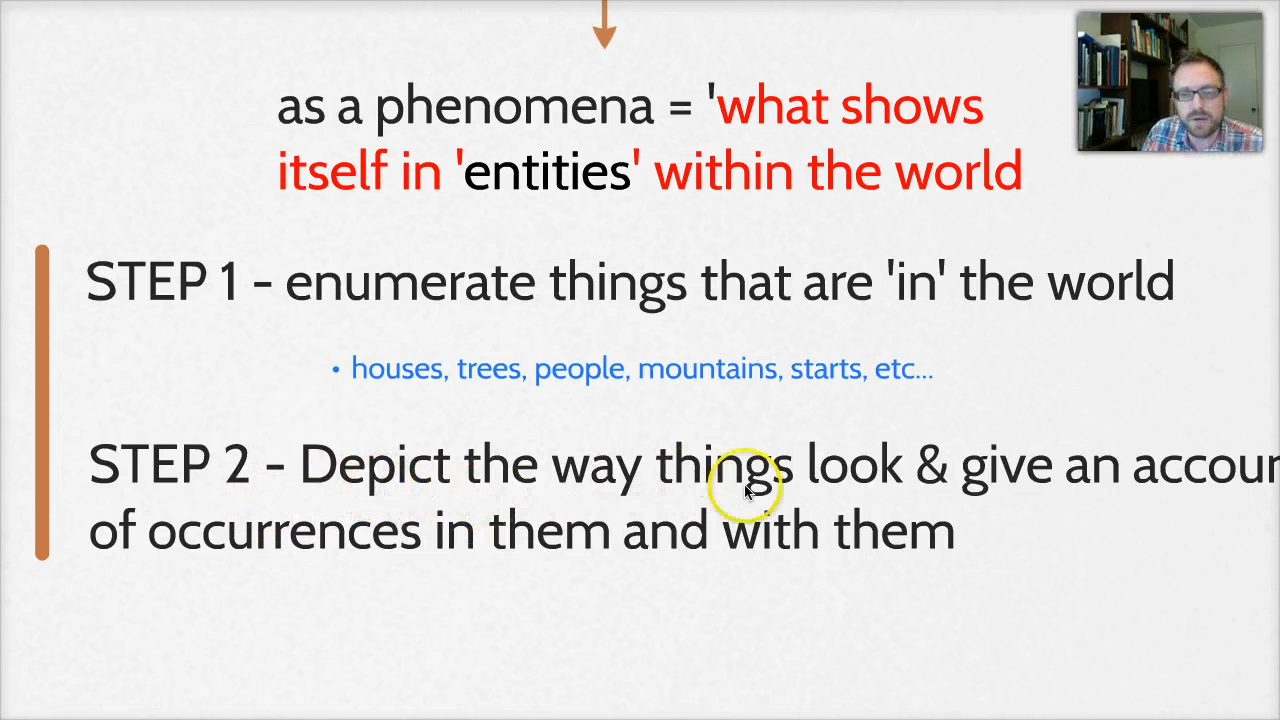 as a phenomena = 'what shows
itself in 'entities' within the world
STEP 1 - enumerate things that are 'in' the world
• houses, trees, people, mountains, starts, etc...
STEP 2 - Depict the way things look & give an accoun
of occurrences in them and with them